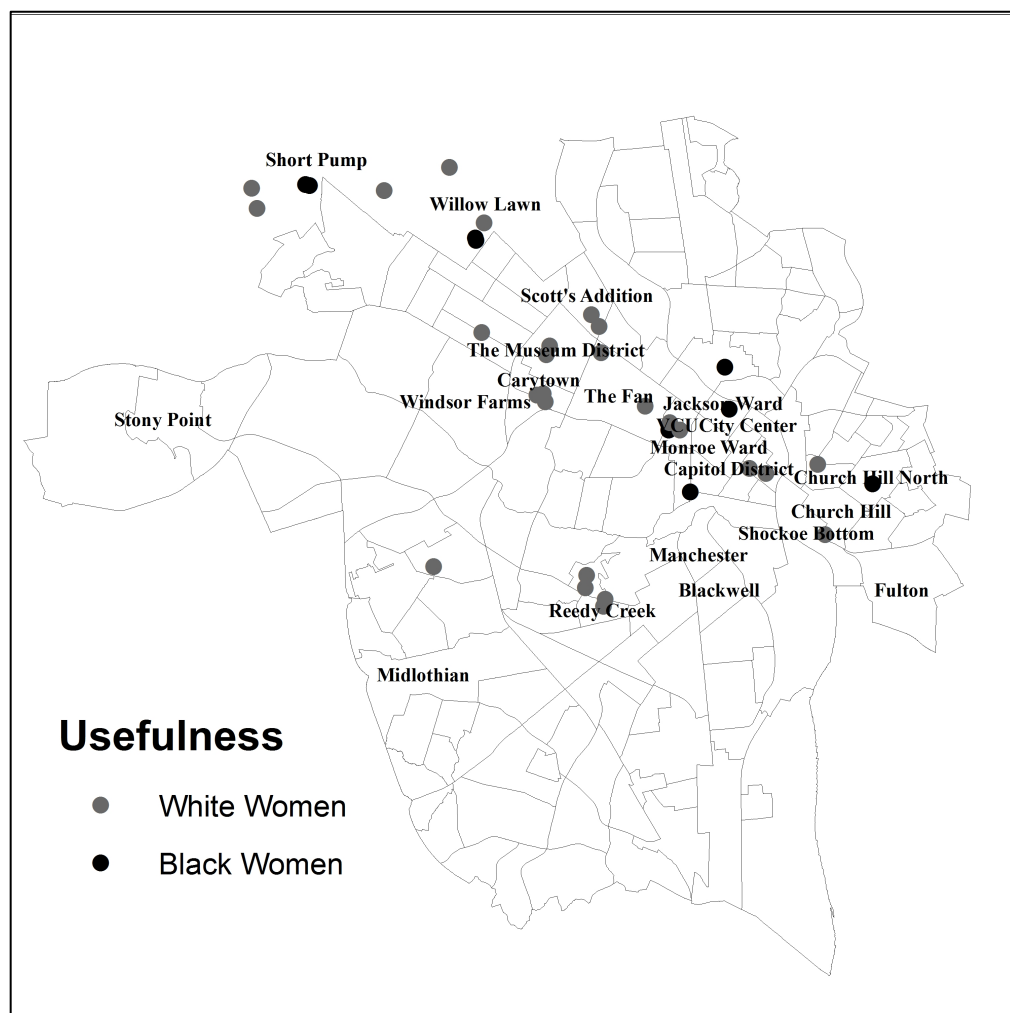 Short Pump
Willow Lawn
Scott's Addition
The Museum District
Carytown
Windsor Farms
The Fan
Jackson Ward
Stony Point
VCU
City Center
Monroe Ward
Capitol District
Church Hill North
Church Hill
Shockoe Bottom
Manchester
Blackwell
Fulton
Reedy Creek
Midlothian
Usefulness
White Women
Black Women